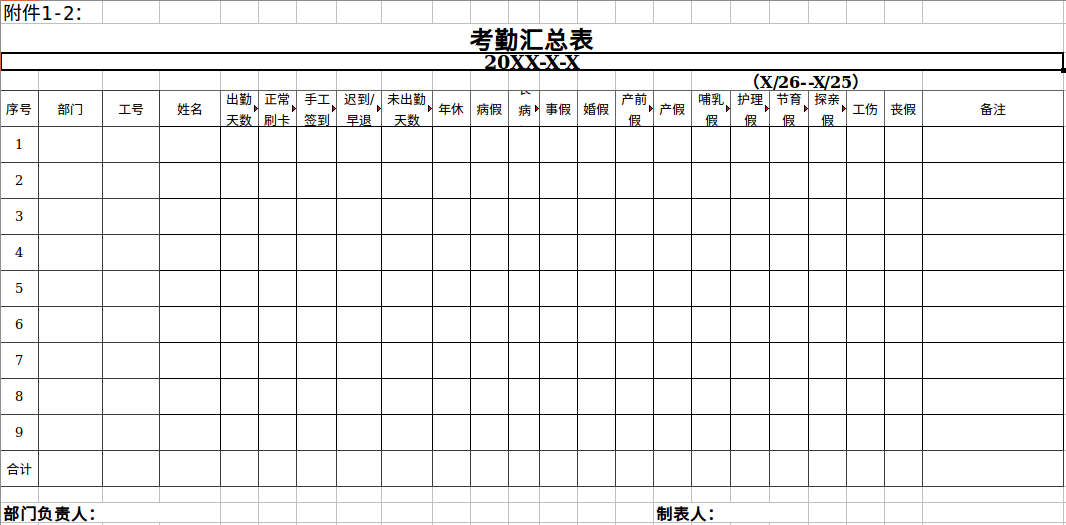 附件1-2：
考勤汇总表
20XX-X-X
（X/26--X/25）
序号 部门 工号 姓名 出勤天数 正常刷卡 手工签到 迟到/早退 未出勤天数 年休 病假 病 事假 婚假 产前假 产假 哺乳假 护理假 节育假 探亲假 工伤 丧假 备注
1
2
3
4
5
6
7
8
9
合计
部门负责人： 制表人：